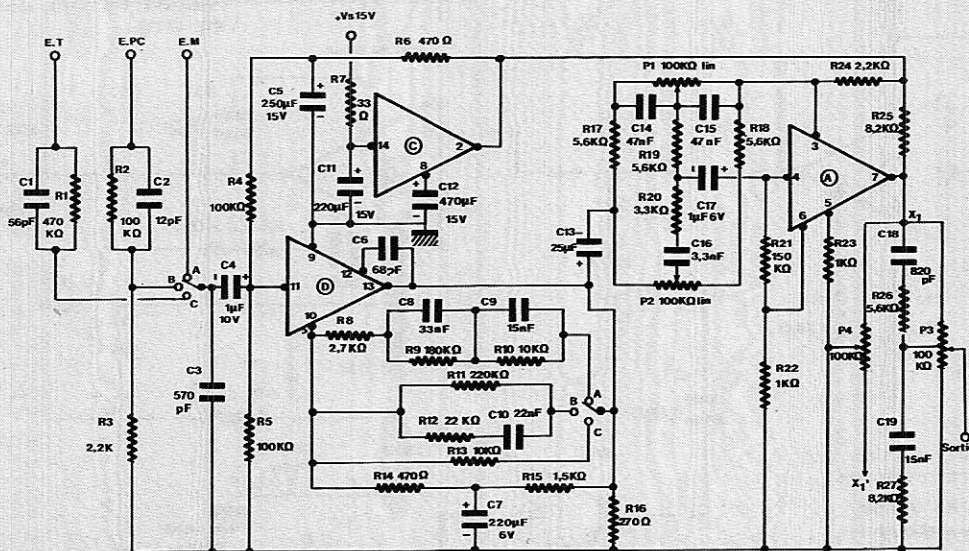 +Vs15V
E.T
E.PC
E.M
R6 470Ω
P1 100KΩ lin
R24 2,2KΩ
C5
250µF
15V
R7
33
Ω
C14
47nF
C15
47nF
R17
5,6KΩ
R18
5,6KΩ
R25
8,2KΩ
14
C
2
8
3
C1
56pF
R1
470
KΩ
R2
100
KΩ
C2
12pF
R4
100KΩ
C11
220µF
15V
C12
470µF
15V
R19
5,6KΩ
C17
1µF 6V
R20
3,3KΩ
C16
3,3nF
4
A
7
6
5
X1
C6
68pF
C13
25µF
R21
150
KΩ
R23
1KΩ
C18
820
pF
A
B
C
C4
1µF
10V
9
12
11
D
13
10
5
P2 100KΩ lin
R26
5,6KΩ
C8
33nF
C9
15nF
R8
2,7KΩ
R9 180KΩ
R10 10KΩ
P4
100KΩ
P3
100
KΩ
C3
570
pF
R11 220KΩ
R22
1KΩ
A
B
C
R12 22 KΩ
C10
22nF
R3
2,2K
R5
100KΩ
R13 10KΩ
C19
15nF
Sortie
R14 470Ω
R15 1,5KΩ
X1'
R27
8,2KΩ
C7
220µF
6V
R16
270Ω